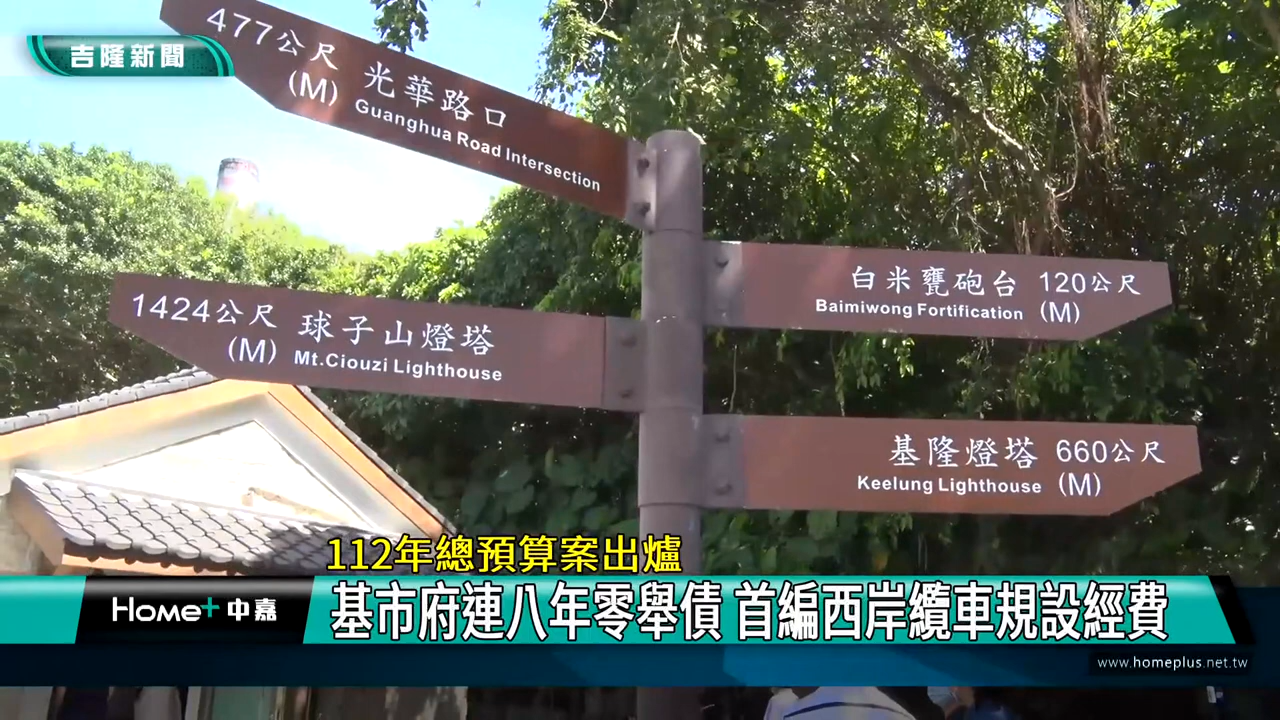 吉隆新聞
477公尺 光華路口
(M) Guanghua Road Intersection
白米甕砲台 120公尺
Baimiwong Fortification (M)
1424公尺 球子山燈塔
(M) Mt.Ciouzi Lighthouse
基隆燈塔 660公尺
Keelung Lighthouse (M)
112年總預算案出爐
Home+ 中嘉
基市府連八年零舉債 首編西岸纜車規設經費
www.homeplus.net.tw